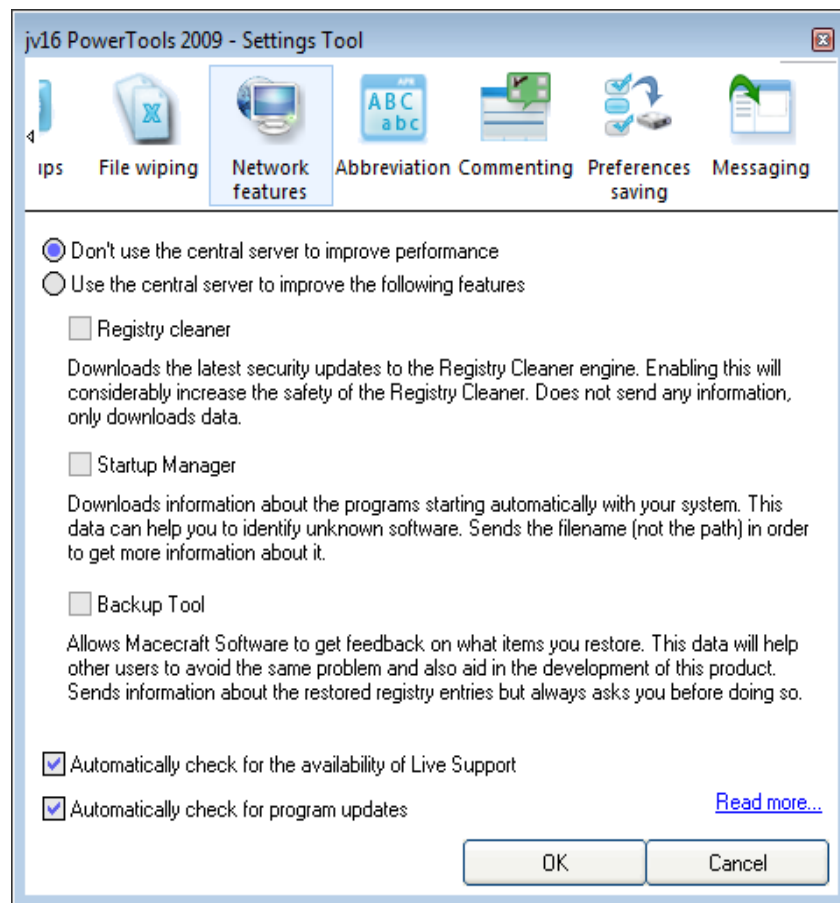 jv16 PowerTools 2009 - Settings Tool
ABC
abc
ups
File wiping
Network
features
Abbreviation
Commenting
Preferences
saving
Messaging
Don't use the central server to improve performance
Use the central server to improve the following features
Registry cleaner
Downloads the latest security updates to the Registry Cleaner engine. Enabling this will
considerably increase the safety of the Registry Cleaner. Does not send any information,
only downloads data.
Startup Manager
Downloads information about the programs starting automatically with your system. This
data can help you to identify unknown software. Sends the filename (not the path) in order
to get more information about it.
Backup Tool
Allows Macecraft Software to get feedback on what items you restore. This data will help
other users to avoid the same problem and also aid in the development of this product.
Sends information about the restored registry entries but always asks you before doing so.
Automatically check for the availability of Live Support
Automatically check for program updates
Read more...
OK
Cancel